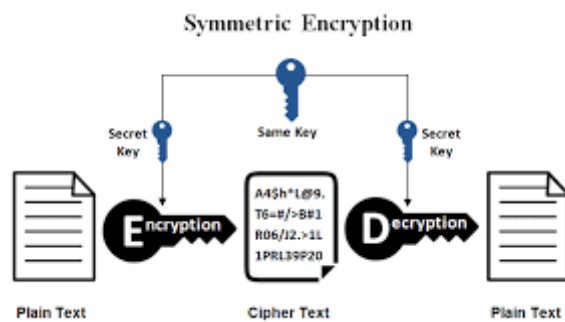 Symmetric Encryption
Secret
Key
Same Key
Secret
Key
A4$h*L@9.
T6=#/>B#1
R06/J2.>1L
1PRL39P20
Encryption
Decryption
Plain Text
Cipher Text
Plain Text